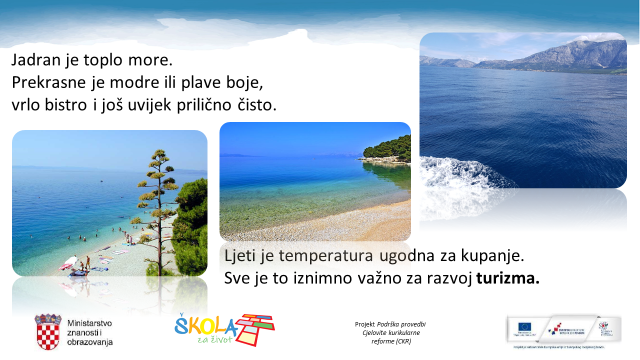 Jadran je toplo more.
Prekrasne je modre ili plave boje,
vrlo bistro i još uvijek prilično čisto.
Ljeti je temperatura ugodna za kupanje.
Sve je to iznimno važno za razvoj turizma.
Ministarstvo
znanosti i
obrazovanja
ŠKOLA
za život
Projekt Podrška provedbi
Cjelovite kurikularne
reforme (CKR)